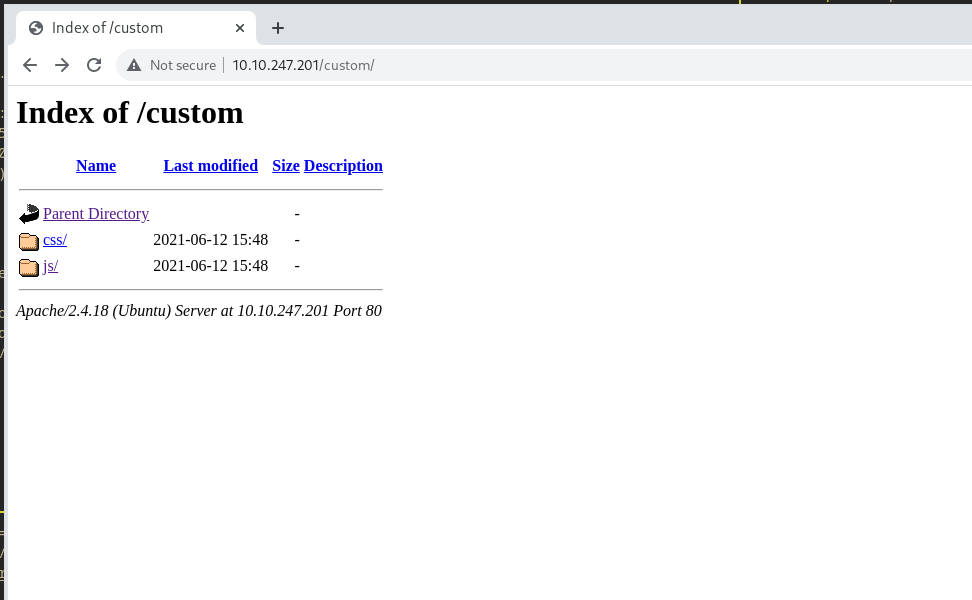 Index of /custom
Not secure 10.10.247.201/custom/
Index of /custom
Name Last modified Size Description
Parent Directory -
css/ 2021-06-12 15:48 -
js/ 2021-06-12 15:48 -
Apache/2.4.18 (Ubuntu) Server at 10.10.247.201 Port 80